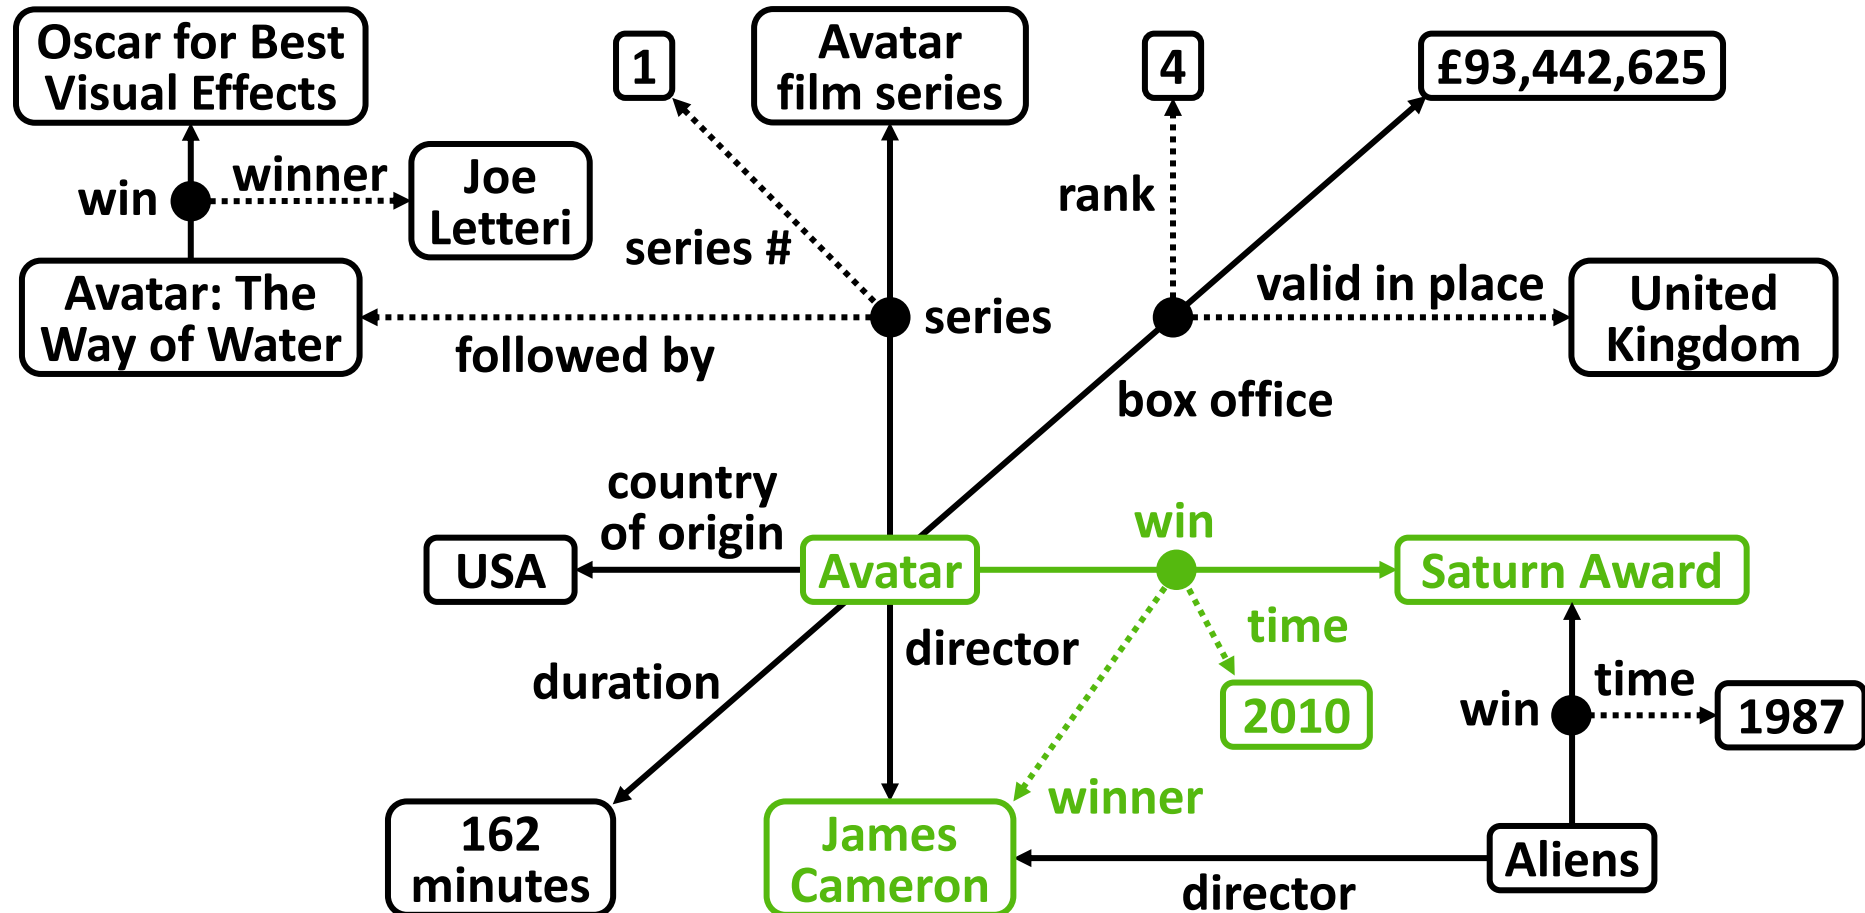 Oscar for Best
Visual Effects
1
Avatar
film series
4
£93,442,625
win
winner
Joe
Letteri
rank
series #
Avatar: The
Way of Water
followed by
series
valid in place
United
Kingdom
box office
country
of origin
win
USA
Avatar
Saturn Award
duration
director
time
2010
win
time
1987
winner
162
minutes
James
Cameron
director
Aliens